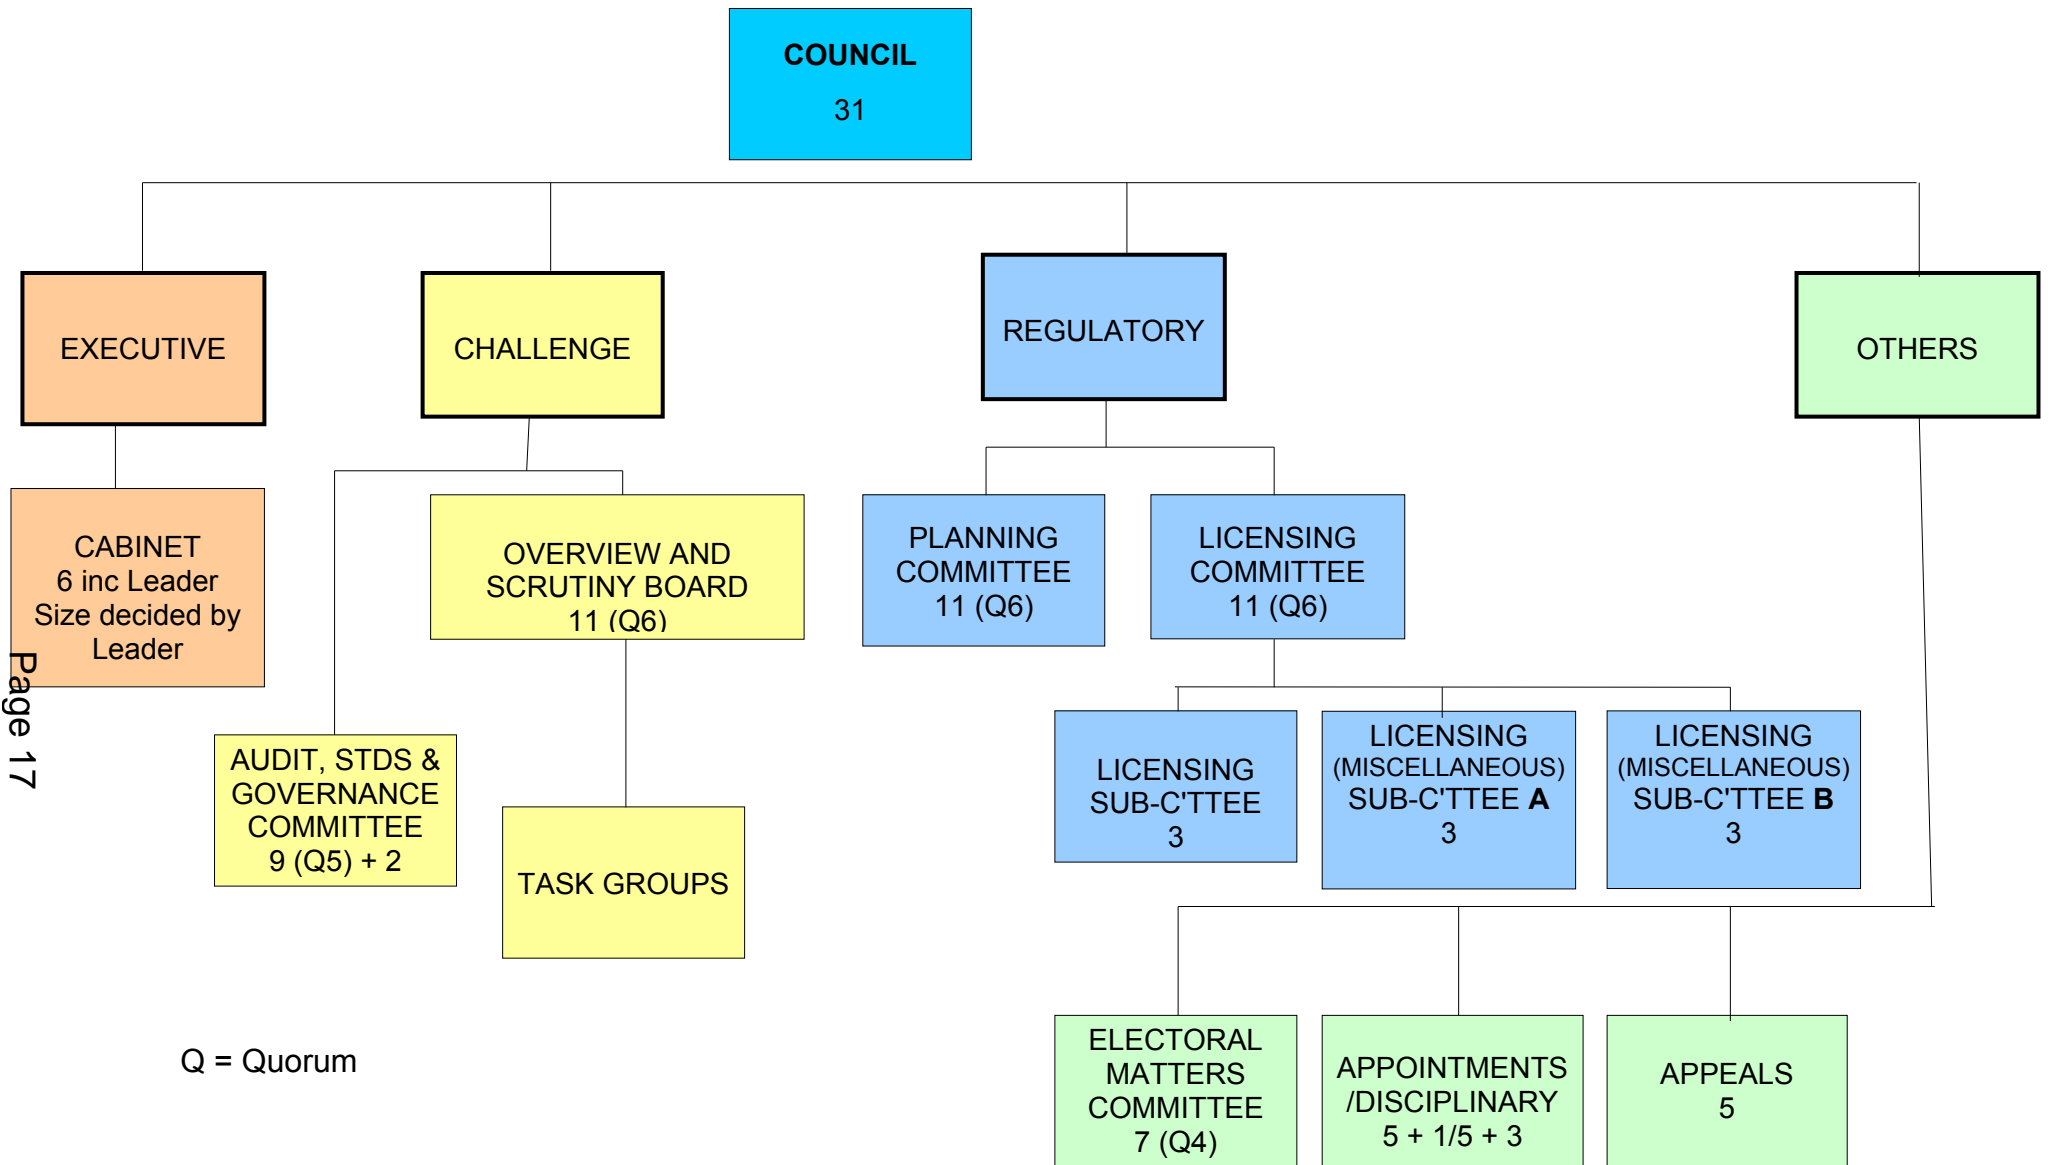 COUNCIL
31
EXECUTIVE
CHALLENGE
REGULATORY
OTHERS
CABINET
6 inc Leader
Size decided by
Leader
OVERVIEW AND
SCRUTINY BOARD
11 (Q6)
PLANNING
COMMITTEE
11 (Q6)
LICENSING
COMMITTEE
11 (Q6)
Page 17
AUDIT, STDS &
GOVERNANCE
COMMITTEE
9 (Q5) + 2
TASK GROUPS
LICENSING
SUB-C'TTEE
3
LICENSING
(MISCELLANEOUS)
SUB-C'TTEE A
3
LICENSING
(MISCELLANEOUS)
SUB-C'TTEE B
3
Q = Quorum
ELECTORAL
MATTERS
COMMITTEE
7 (Q4)
APPOINTMENTS
/DISCIPLINARY
5 + 1/5 + 3
APPEALS
5